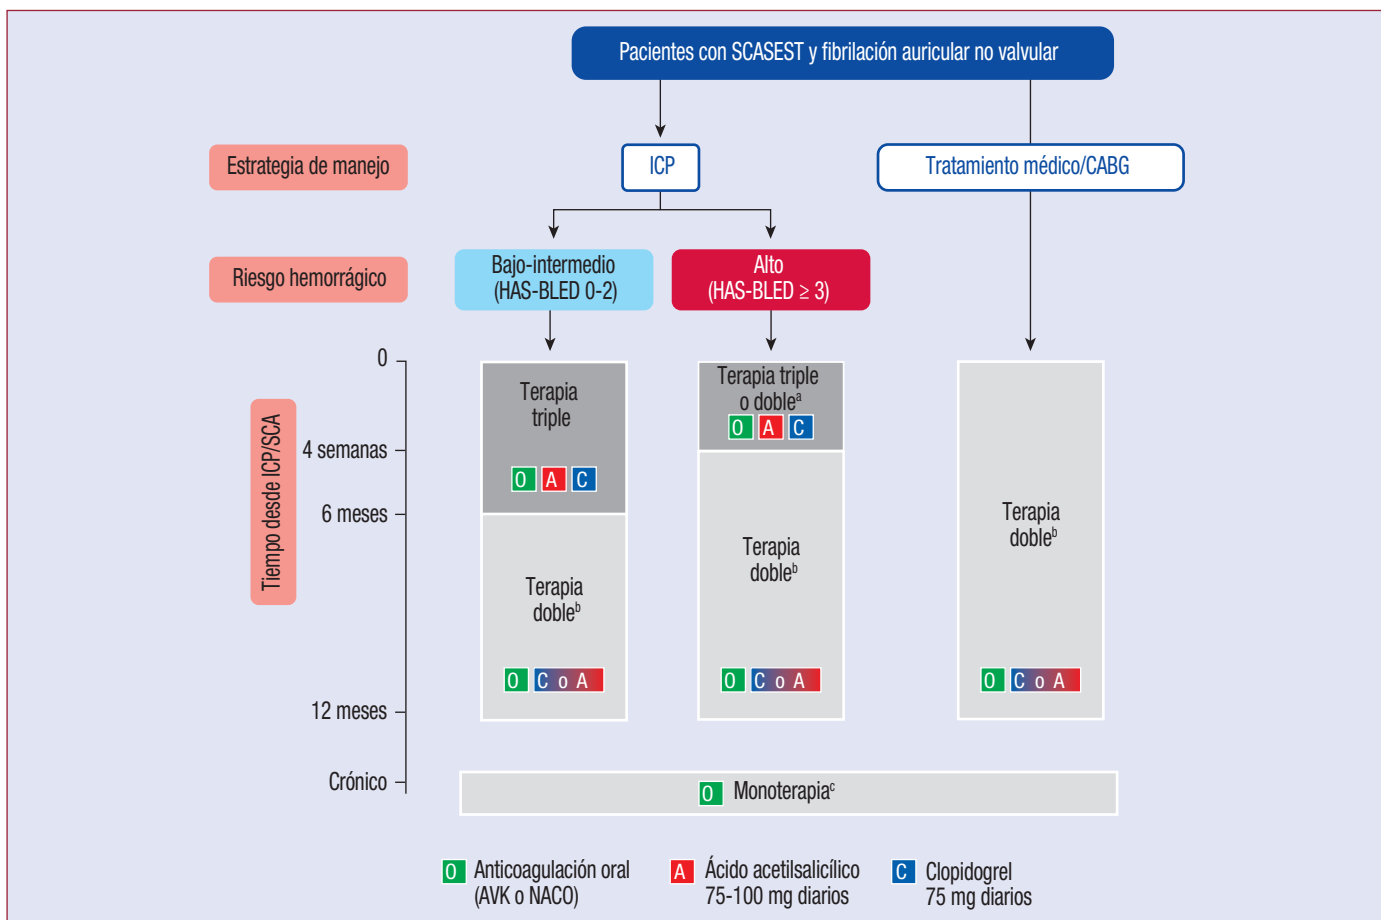 Pacientes con SCASEST y fibrilación auricular no valvular
Estrategia de manejo
ICP
Tratamiento médico/CABG
Riesgo hemorrágico
Bajo-intermedio
(HAS-BLED 0-2)
Alto
(HAS-BLED ≥ 3)
Tiempo desde ICP/SCA
0
4 semanas
6 meses
12 meses
Crónico
Terapia
triple
O A C
Terapia
dobleᵇ
O C o A
Terapia triple
o dobleᵃ
O A C
Terapia
dobleᵇ
O C o A
Terapia
dobleᵇ
O C o A
O Monoterapiaᶜ
O Anticoagulación oral
(AVK o NACO)
A Ácido acetilsalicílico
75-100 mg diarios
C Clopidogrel
75 mg diarios